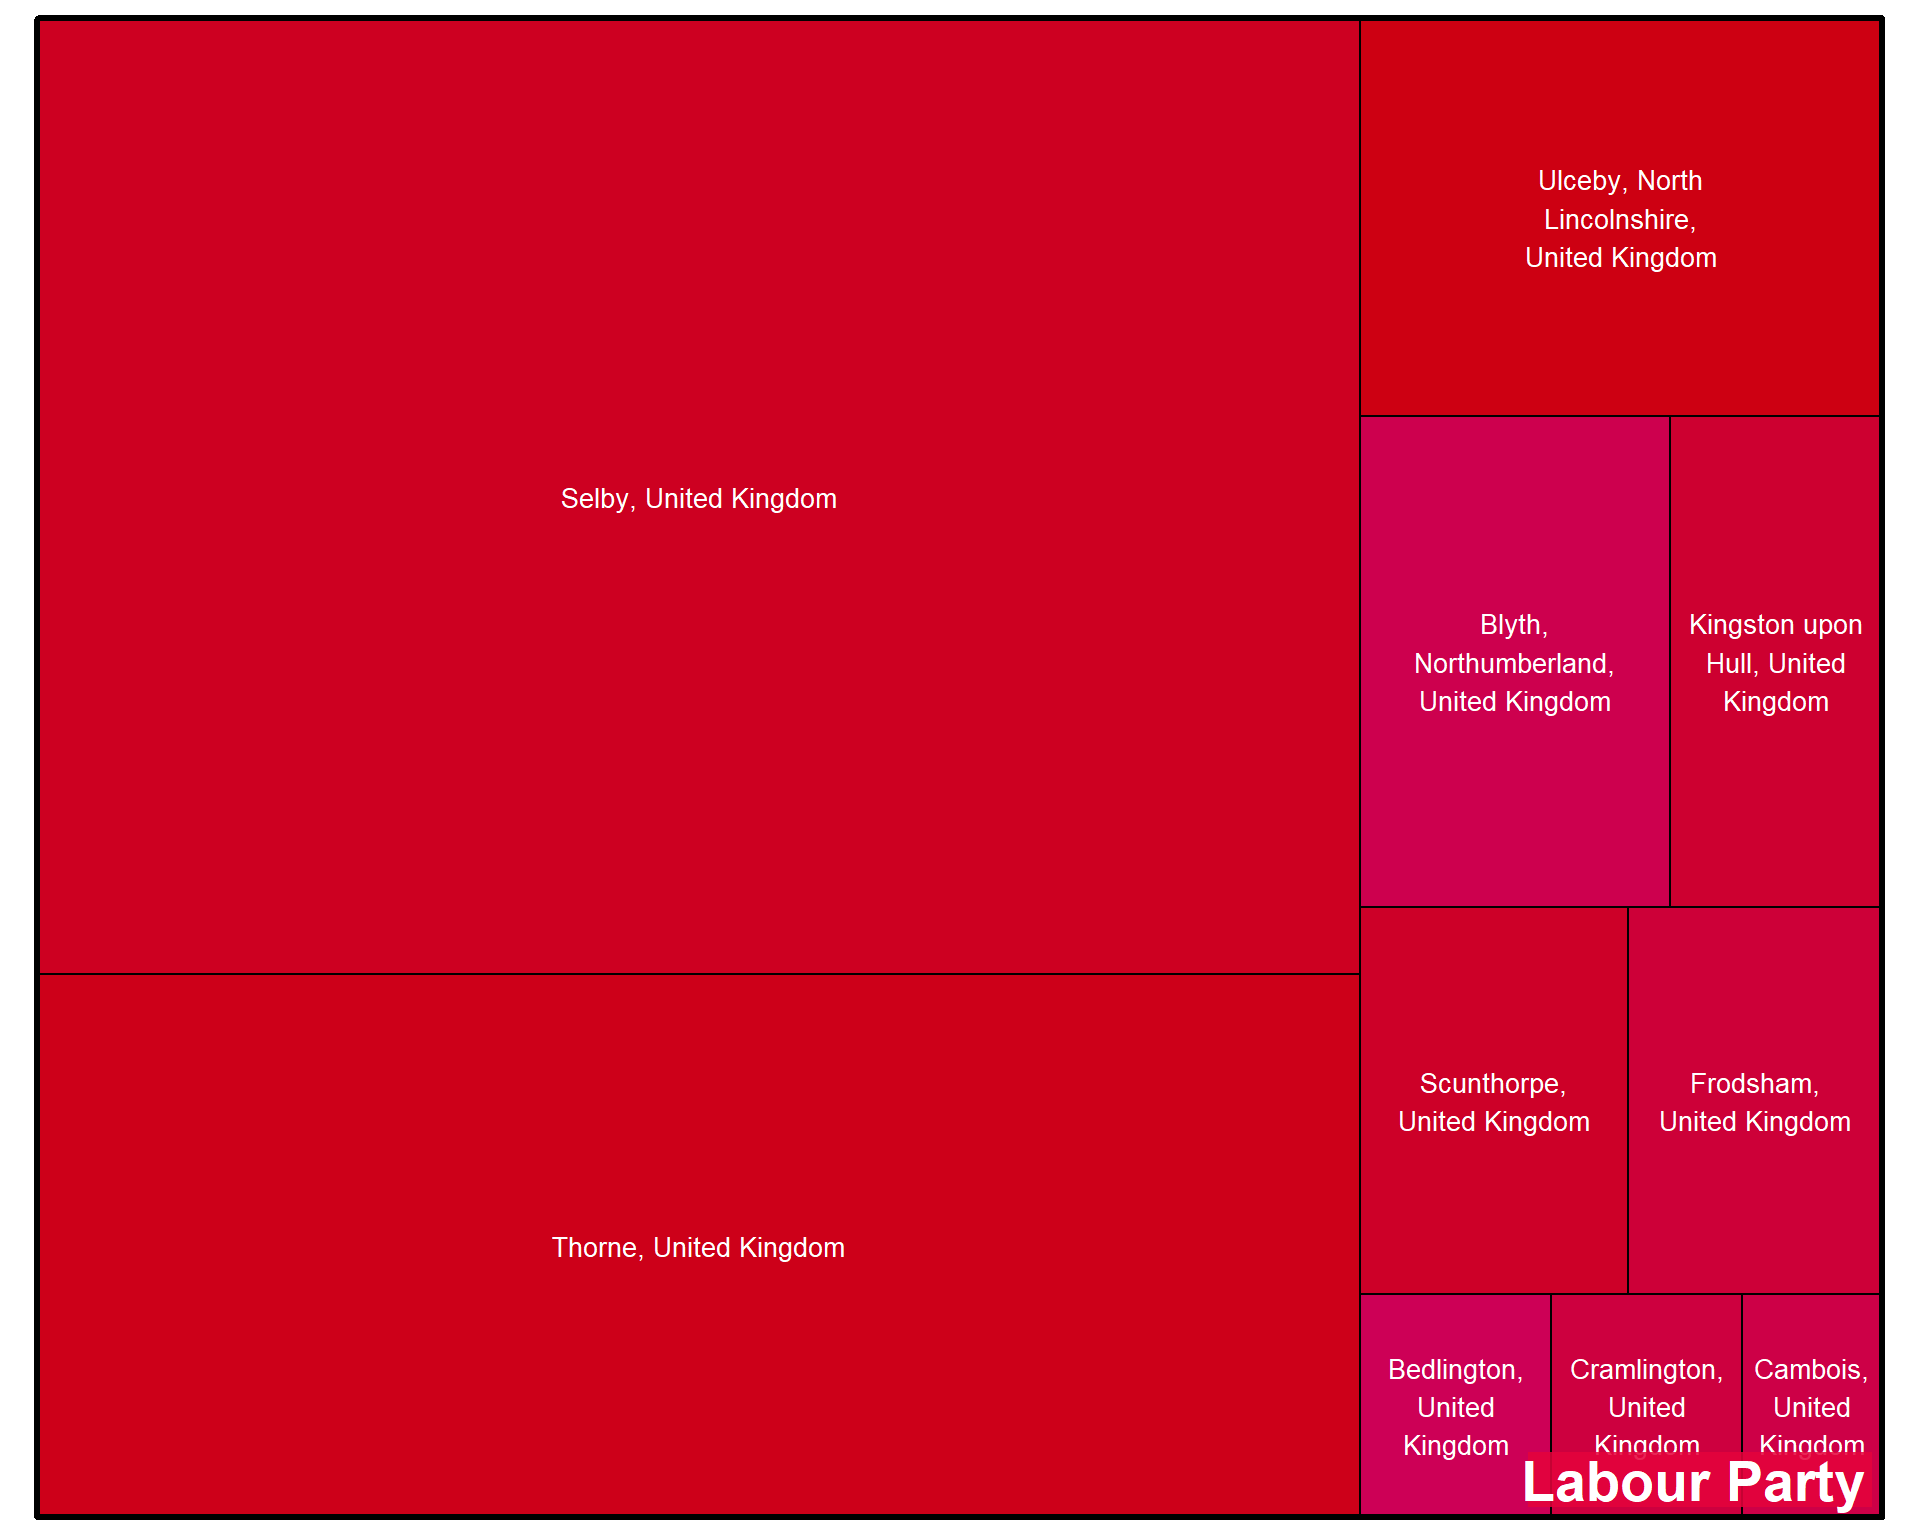 Selby, United Kingdom
Thorne, United Kingdom
Ulceby, North
Lincolnshire,
United Kingdom
Blyth,
Northumberland,
United Kingdom
Kingston upon
Hull, United
Kingdom
Scunthorpe,
United Kingdom
Frodsham,
United Kingdom
Bedlington,
United
Kingdom
Cramlington,
United
Kingdom
Cambois,
United
Kingdom
Labour Party